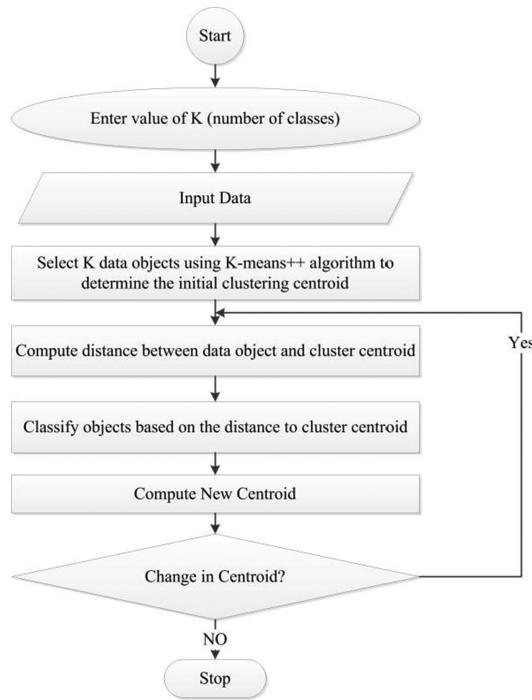 Start
Enter value of K (number of classes)
Input Data
Select K data objects using K-means++ algorithm to
determine the initial clustering centroid
Yes
Compute distance between data object and cluster centroid
Classify objects based on the distance to cluster centroid
Compute New Centroid
Change in Centroid?
NO
Stop